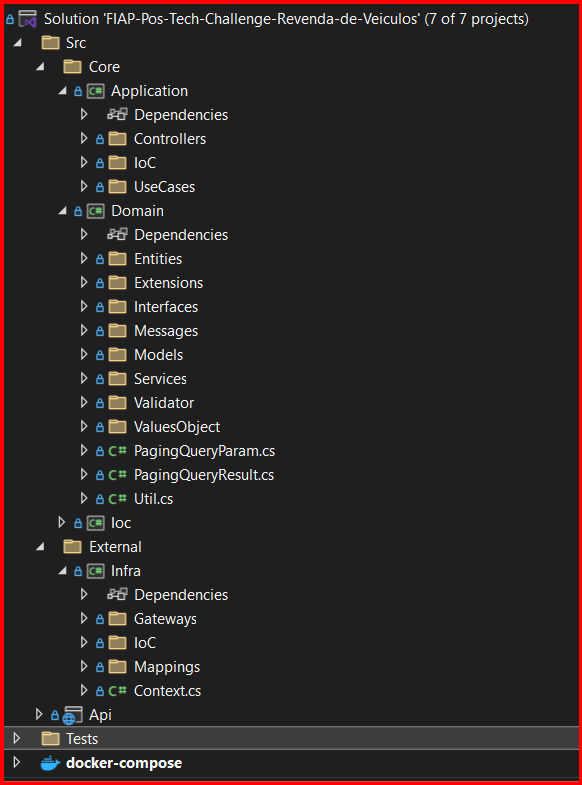 Solution 'FIAP-Pos-Tech-Challenge-Revenda-de-Veiculos' (7 of 7 projects)
Src
Core
C# Application
Dependencies
Controllers
IoC
UseCases
C# Domain
Dependencies
Entities
Extensions
Interfaces
Messages
Models
Services
Validator
ValuesObject
C# PagingQueryParam.cs
C# PagingQueryResult.cs
C# Util.cs
C# Ioc
External
C# Infra
Dependencies
Gateways
IoC
Mappings
C# Context.cs
Api
Tests
docker-compose